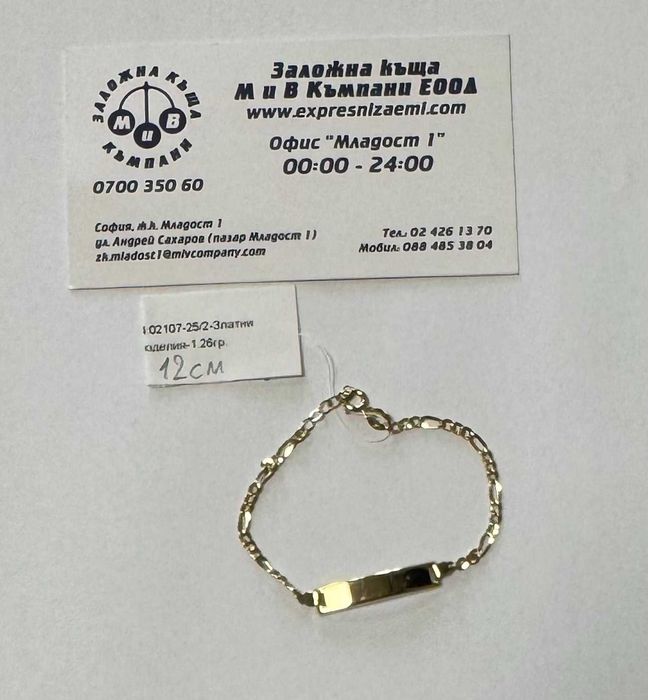 ЗАЛОЖНА КЪЩА
М и В
КЪМПАНИ
0700 350 60
Заложна къща
М и В Къмпани ЕООД
www.expresnizaemi.com
Офис "Младост 1"
00:00 - 24:00
София, ж.к. Младост 1
ул. Андрей Сахаров (пазар Младост 1)
zk.mladost1@mivcompany.com
Тел.: 02 426 13 70
Мобил.: 088 485 38 04
02107-25/2-Златни
изделия-1.26гр.
12см